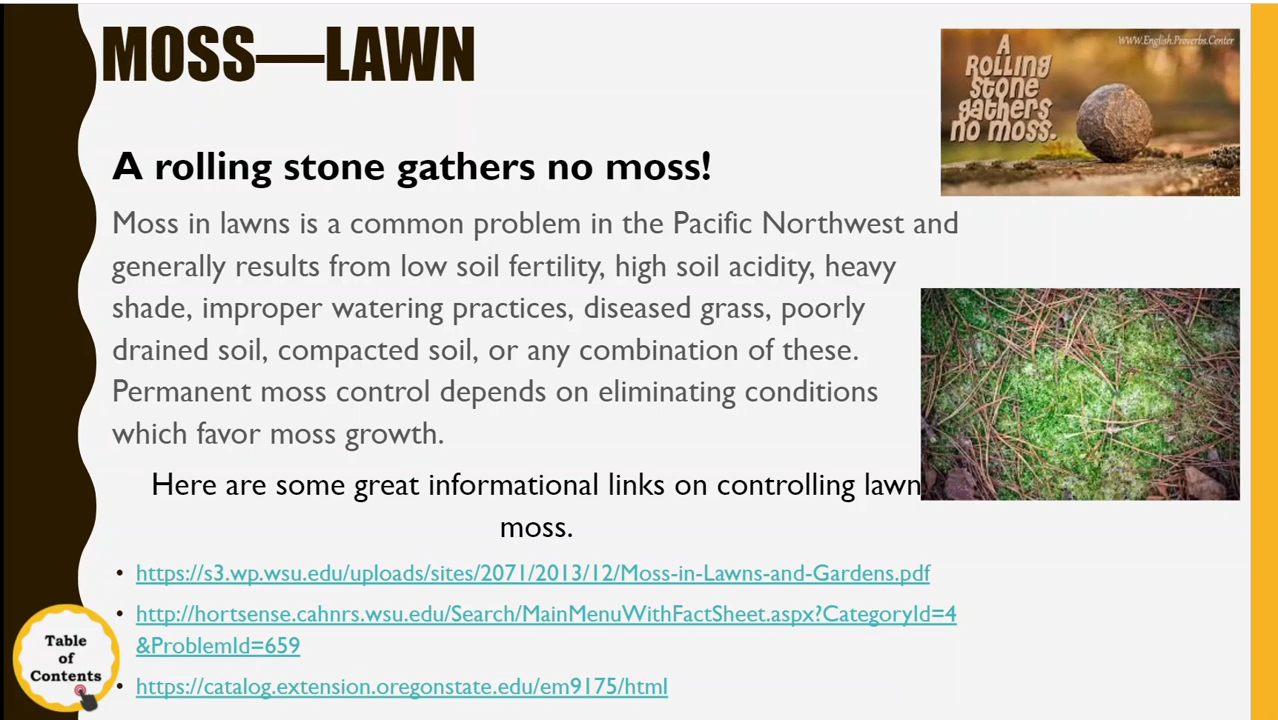 MOSS—LAWN
www.English.Proverbs.Center
A
ROLLING
stone
gathers
no moss.
A rolling stone gathers no moss!
Moss in lawns is a common problem in the Pacific Northwest and
generally results from low soil fertility, high soil acidity, heavy
shade, improper watering practices, diseased grass, poorly
drained soil, compacted soil, or any combination of these.
Permanent moss control depends on eliminating conditions
which favor moss growth.
Here are some great informational links on controlling lawn
moss.
• https://s3.wp.wsu.edu/uploads/sites/2071/2013/12/Moss-in-Lawns-and-Gardens.pdf
• http://hortsense.cahnrs.wsu.edu/Search/MainMenuWithFactSheet.aspx?CategoryId=4
&ProblemId=659
• https://catalog.extension.oregonstate.edu/em9175/html
Table
of
Contents